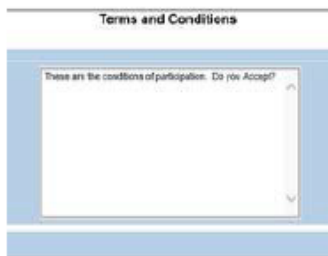 Terms and Conditions
These are the conditions of participation. Do you Accept?